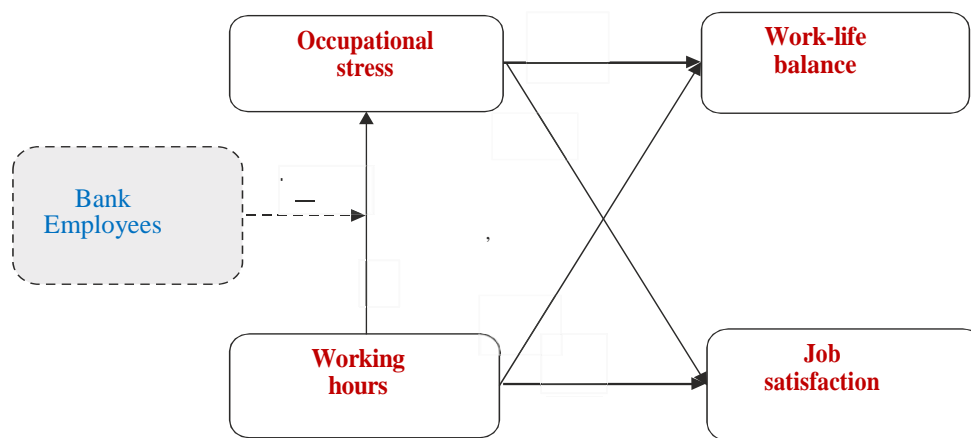 Occupational
stress
Work-life
balance
Bank
Employees
Working
hours
Job
satisfaction